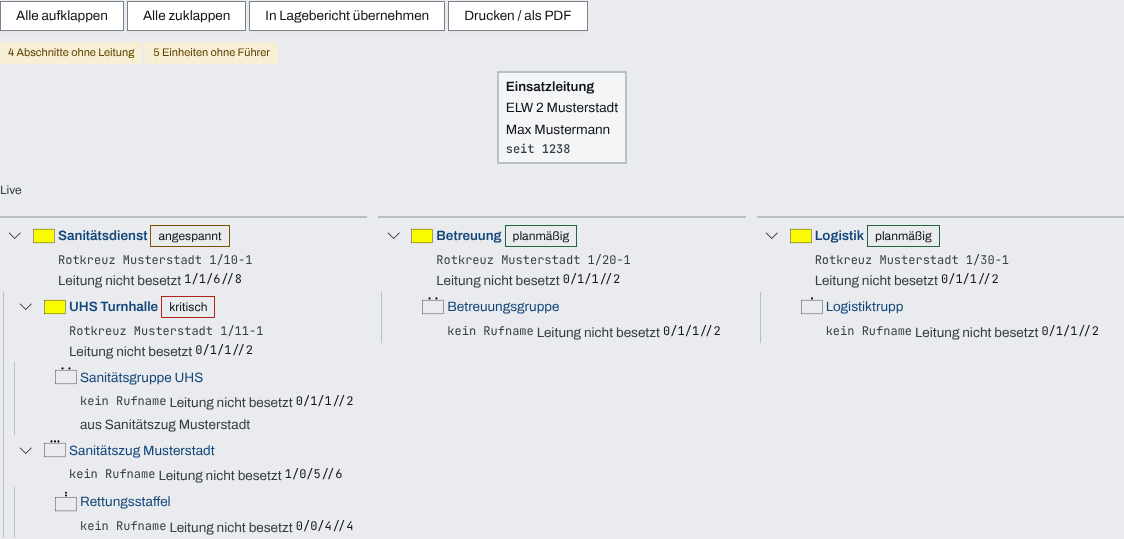 Alle aufklappen Alle zuklappen In Lagebericht übernehmen Drucken / als PDF
4 Abschnitte ohne Leitung 5 Einheiten ohne Führer
Einsatzleitung
ELW 2 Musterstadt
Max Mustermann
seit 1238
Live
Sanitätsdienst angespannt
Rotkreuz Musterstadt 1/10-1
Leitung nicht besetzt 1/1/6//8
UHS Turnhalle kritisch
Rotkreuz Musterstadt 1/11-1
Leitung nicht besetzt 0/1/1//2
Sanitätsgruppe UHS
kein Rufname Leitung nicht besetzt 0/1/1//2
aus Sanitätszug Musterstadt
Sanitätszug Musterstadt
kein Rufname Leitung nicht besetzt 1/0/5//6
Rettungsstaffel
kein Rufname Leitung nicht besetzt 0/0/4//4
Betreuung planmäßig
Rotkreuz Musterstadt 1/20-1
Leitung nicht besetzt 0/1/1//2
Betreuungsgruppe
kein Rufname Leitung nicht besetzt 0/1/1//2
Logistik planmäßig
Rotkreuz Musterstadt 1/30-1
Leitung nicht besetzt 0/1/1//2
Logistiktrupp
kein Rufname Leitung nicht besetzt 0/1/1//2